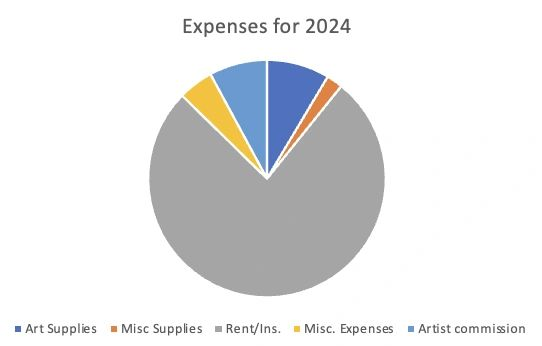 Expenses for 2024
Art Supplies Misc Supplies Rent/Ins. Misc. Expenses Artist commission